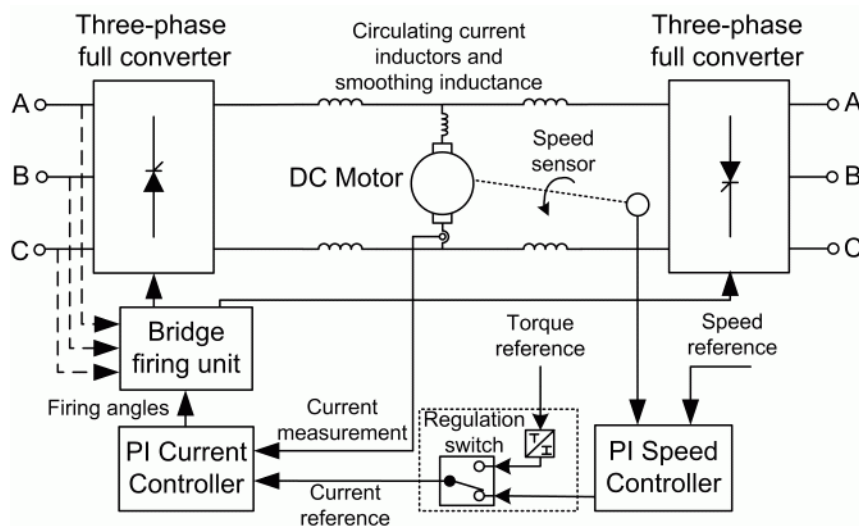 Three-phase
full converter
Circulating current
inductors and
smoothing inductance
Three-phase
full converter
A
A
B
B
C
C
DC Motor
Speed
sensor
Bridge
firing unit
Torque
reference
Speed
reference
Firing angles
Current
measurement
Regulation
switch
T
I
PI Current
Controller
PI Speed
Controller
Current
reference